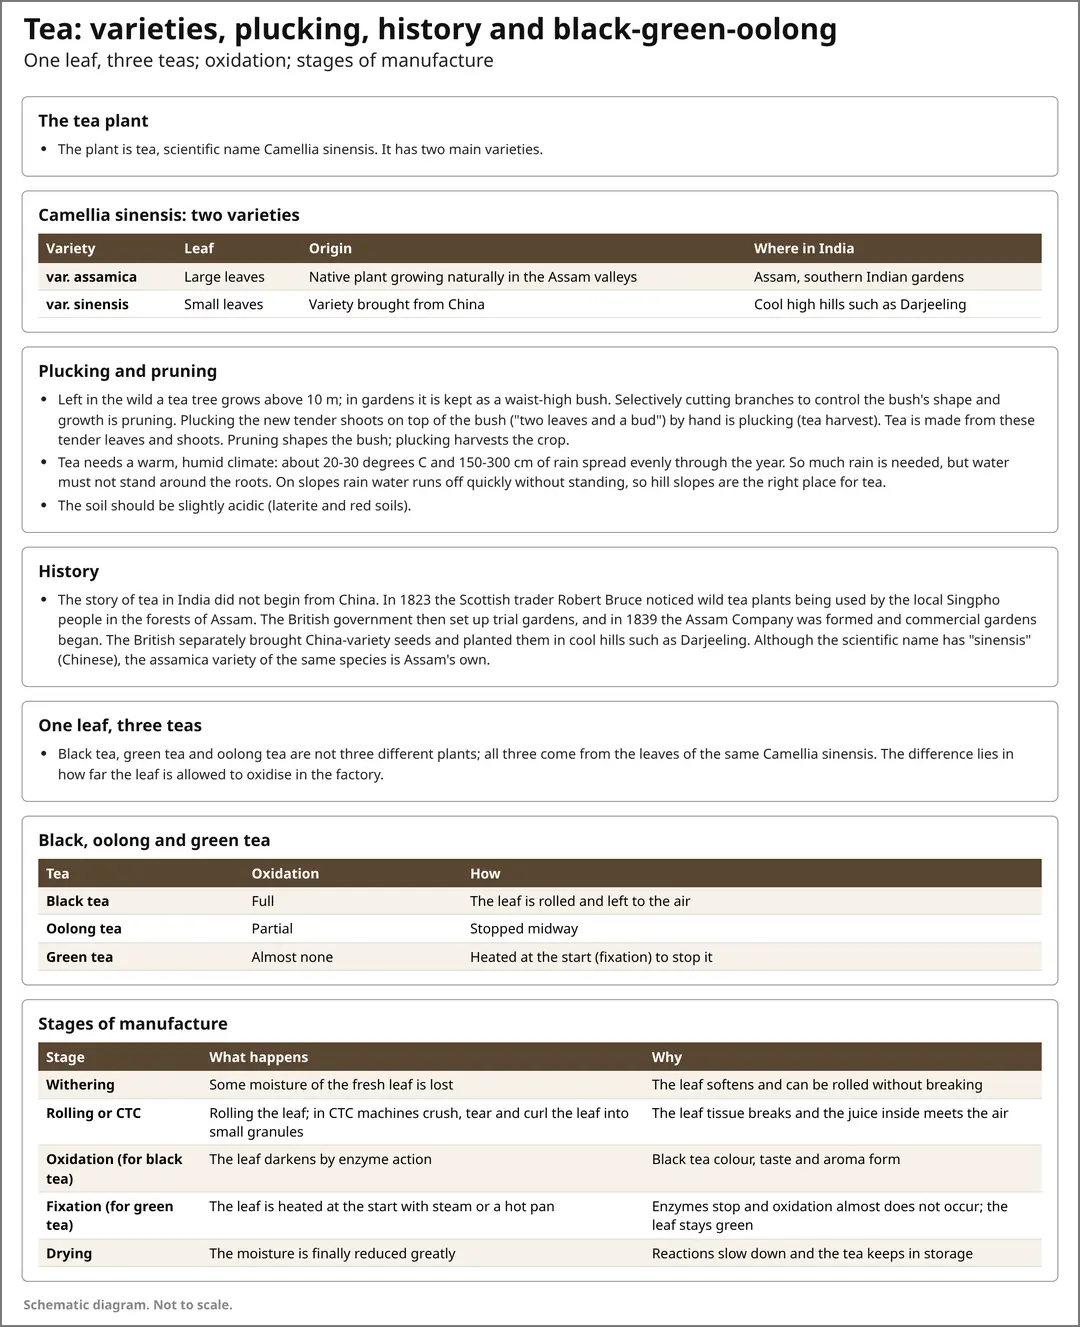 Tea: varieties, plucking, history and black-green-oolong
One leaf, three teas; oxidation; stages of manufacture
The tea plant
• The plant is tea, scientific name Camellia sinensis. It has two main varieties.
Camellia sinensis: two varieties
Variety Leaf Origin Where in India
var. assamica Large leaves Native plant growing naturally in the Assam valleys Assam, southern Indian gardens
var. sinensis Small leaves Variety brought from China Cool high hills such as Darjeeling
Plucking and pruning
• Left in the wild a tea tree grows above 10 m; in gardens it is kept as a waist-high bush. Selectively cutting branches to control the bush's shape and
growth is pruning. Plucking the new tender shoots on top of the bush ("two leaves and a bud") by hand is plucking (tea harvest). Tea is made from these
tender leaves and shoots. Pruning shapes the bush; plucking harvests the crop.
• Tea needs a warm, humid climate: about 20-30 degrees C and 150-300 cm of rain spread evenly through the year. So much rain is needed, but water
must not stand around the roots. On slopes rain water runs off quickly without standing, so hill slopes are the right place for tea.
• The soil should be slightly acidic (laterite and red soils).
History
• The story of tea in India did not begin from China. In 1823 the Scottish trader Robert Bruce noticed wild tea plants being used by the local Singpho
people in the forests of Assam. The British government then set up trial gardens, and in 1839 the Assam Company was formed and commercial gardens
began. The British separately brought China-variety seeds and planted them in cool hills such as Darjeeling. Although the scientific name has "sinensis"
(Chinese), the assamica variety of the same species is Assam's own.
One leaf, three teas
• Black tea, green tea and oolong tea are not three different plants; all three come from the leaves of the same Camellia sinensis. The difference lies in
how far the leaf is allowed to oxidise in the factory.
Black, oolong and green tea
Tea Oxidation How
Black tea Full The leaf is rolled and left to the air
Oolong tea Partial Stopped midway
Green tea Almost none Heated at the start (fixation) to stop it
Stages of manufacture
Stage What happens Why
Withering Some moisture of the fresh leaf is lost The leaf softens and can be rolled without breaking
Rolling or CTC Rolling the leaf; in CTC machines crush, tear and curl the leaf into The leaf tissue breaks and the juice inside meets the air
small granules
Oxidation (for black The leaf darkens by enzyme action Black tea colour, taste and aroma form
tea)
Fixation (for green The leaf is heated at the start with steam or a hot pan Enzymes stop and oxidation almost does not occur; the
tea) leaf stays green
Drying The moisture is finally reduced greatly Reactions slow down and the tea keeps in storage
Schematic diagram. Not to scale.